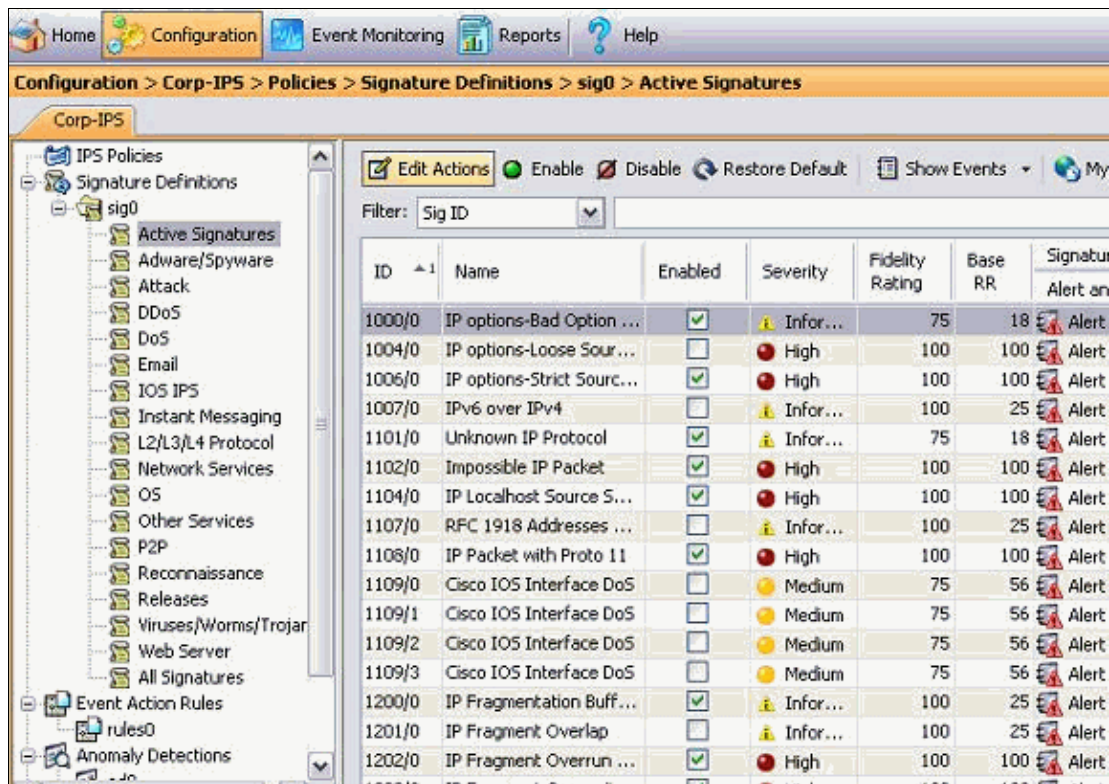 Home Configuration Event Monitoring Reports Help
Configuration > Corp-IPS > Policies > Signature Definitions > sig0 > Active Signatures
Corp-IPS
IPS Policies
Signature Definitions
sig0
Active Signatures
Adware/Spyware
Attack
DDoS
DoS
Email
IOS IPS
Instant Messaging
L2/L3/L4 Protocol
Network Services
OS
Other Services
P2P
Reconnaissance
Releases
Viruses/Worms/Trojan
Web Server
All Signatures
Event Action Rules
rules0
Anomaly Detections
Edit Actions Enable Disable Restore Default Show Events My
Filter: Sig ID
ID 1 Name Enabled Severity Fidelity Rating Base RR Signatur
Alert an
1000/0 IP options-Bad Option ... Infor... 75 18 Alert
1004/0 IP options-Loose Sour... High 100 100 Alert
1006/0 IP options-Strict Sourc... High 100 100 Alert
1007/0 IPv6 over IPv4 Infor... 100 25 Alert
1101/0 Unknown IP Protocol Infor... 75 18 Alert
1102/0 Impossible IP Packet High 100 100 Alert
1104/0 IP Localhost Source S... High 100 100 Alert
1107/0 RFC 1918 Addresses ... Infor... 100 25 Alert
1108/0 IP Packet with Proto 11 High 100 100 Alert
1109/0 Cisco IOS Interface DoS Medium 75 56 Alert
1109/1 Cisco IOS Interface DoS Medium 75 56 Alert
1109/2 Cisco IOS Interface DoS Medium 75 56 Alert
1109/3 Cisco IOS Interface DoS Medium 75 56 Alert
1200/0 IP Fragmentation Buff... Infor... 100 25 Alert
1201/0 IP Fragment Overlap Infor... 100 25 Alert
1202/0 IP Fragment Overrun ... High 100 100 Alert